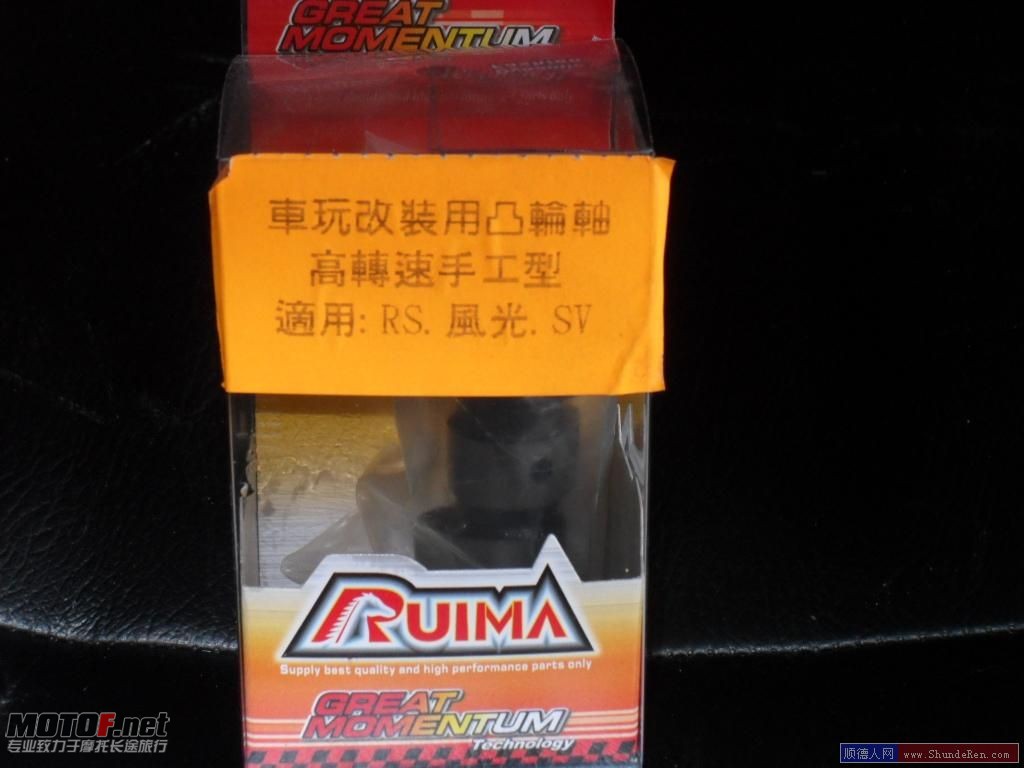 GREAT
MOMENTUM
車玩改裝用凸輪軸
高轉速手工型
適用: RS. 風光. SV
RUIMA
Supply best quality and high performance parts only
GREAT
MOMENTUM
Technology
MOTOF.net
专业致力于摩托长途旅行
顺德人网 www.ShundeRen.com